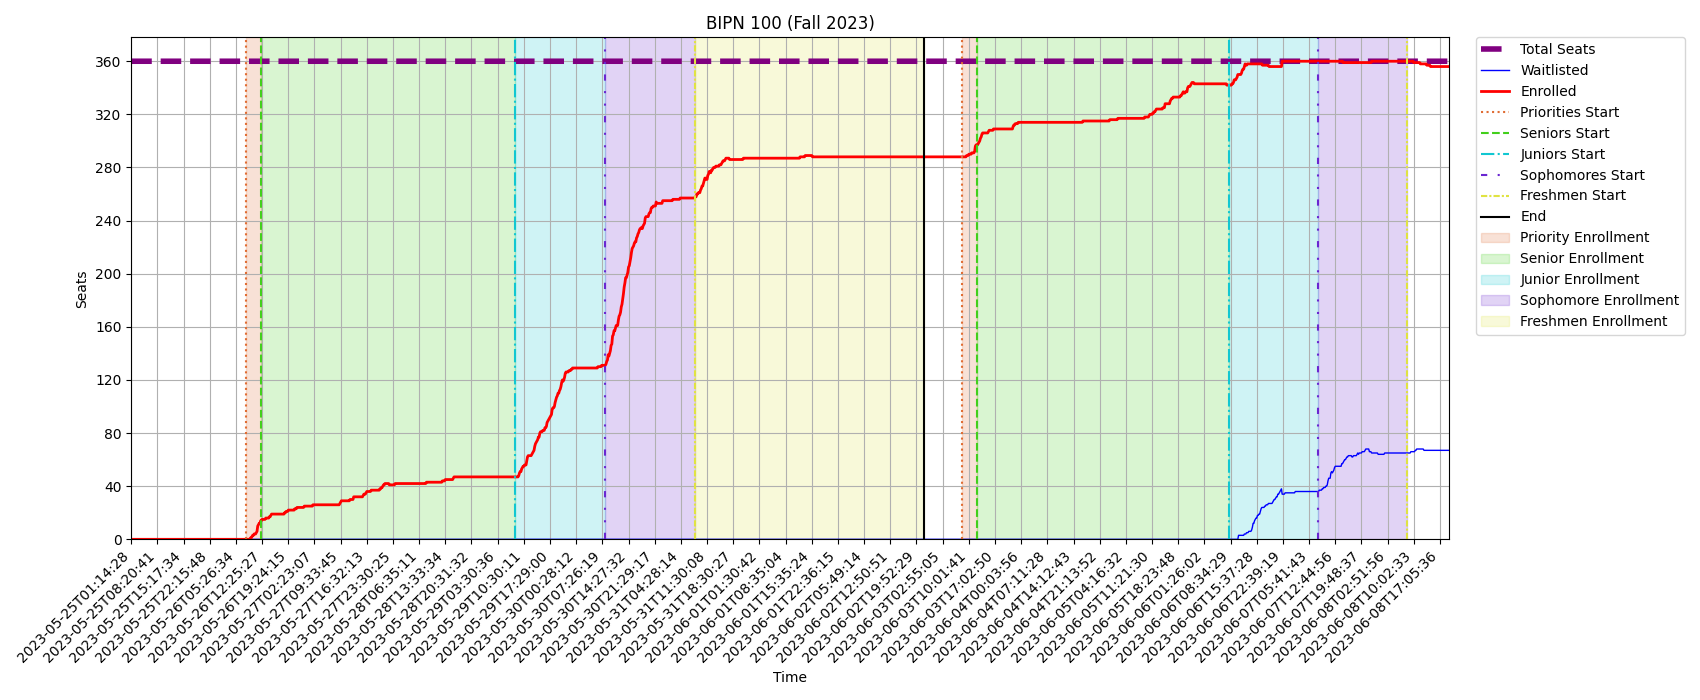 BIPN 100 (Fall 2023)
Seats
360
320
280
240
200
160
120
80
40
0
2023-05-25T01:14:28
2023-05-25T08:20:41
2023-05-25T15:17:34
2023-05-25T22:15:48
2023-05-26T05:26:34
2023-05-26T12:25:27
2023-05-26T19:24:15
2023-05-27T02:23:07
2023-05-27T09:33:45
2023-05-27T16:32:13
2023-05-27T23:30:25
2023-05-28T06:35:11
2023-05-28T13:33:34
2023-05-28T20:31:32
2023-05-29T03:30:36
2023-05-29T10:30:11
2023-05-29T17:29:00
2023-05-30T00:28:12
2023-05-30T07:26:19
2023-05-30T14:27:32
2023-05-30T21:29:17
2023-05-31T04:28:14
2023-05-31T11:30:08
2023-05-31T18:30:27
2023-06-01T01:30:42
2023-06-01T08:35:04
2023-06-01T15:35:24
2023-06-01T22:36:15
2023-06-02T05:49:14
2023-06-02T12:50:51
2023-06-02T19:52:29
2023-06-03T02:55:05
2023-06-03T10:01:41
2023-06-03T17:02:50
2023-06-04T00:03:56
2023-06-04T07:11:28
2023-06-04T14:12:43
2023-06-04T21:13:52
2023-06-05T04:16:32
2023-06-05T11:21:30
2023-06-05T18:23:48
2023-06-06T01:26:02
2023-06-06T08:34:29
2023-06-06T15:37:28
2023-06-06T22:39:19
2023-06-07T05:41:43
2023-06-07T12:44:56
2023-06-07T19:48:37
2023-06-08T02:51:56
2023-06-08T10:02:33
2023-06-08T17:05:36
Time
Total Seats
Waitlisted
Enrolled
Priorities Start
Seniors Start
Juniors Start
Sophomores Start
Freshmen Start
End
Priority Enrollment
Senior Enrollment
Junior Enrollment
Sophomore Enrollment
Freshmen Enrollment